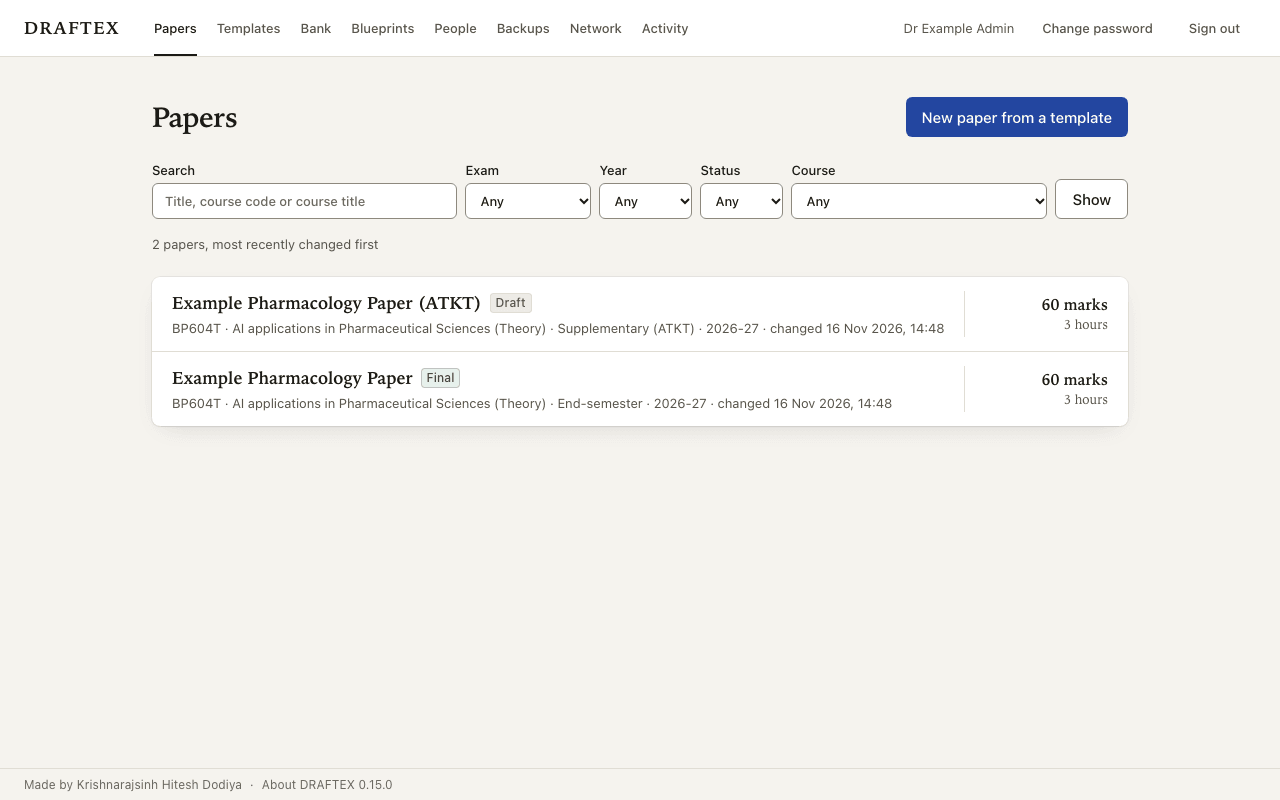 DRAFTEX Papers Templates Bank Blueprints People Backups Network Activity Dr Example Admin Change password Sign out
Papers New paper from a template
Search Exam Year Status Course
Title, course code or course title Any Any Any Any Show
2 papers, most recently changed first
Example Pharmacology Paper (ATKT) Draft 60 marks
BP604T · AI applications in Pharmaceutical Sciences (Theory) · Supplementary (ATKT) · 2026-27 · changed 16 Nov 2026, 14:48 3 hours
Example Pharmacology Paper Final 60 marks
BP604T · AI applications in Pharmaceutical Sciences (Theory) · End-semester · 2026-27 · changed 16 Nov 2026, 14:48 3 hours
Made by Krishnarajsinh Hitesh Dodiya · About DRAFTEX 0.15.0